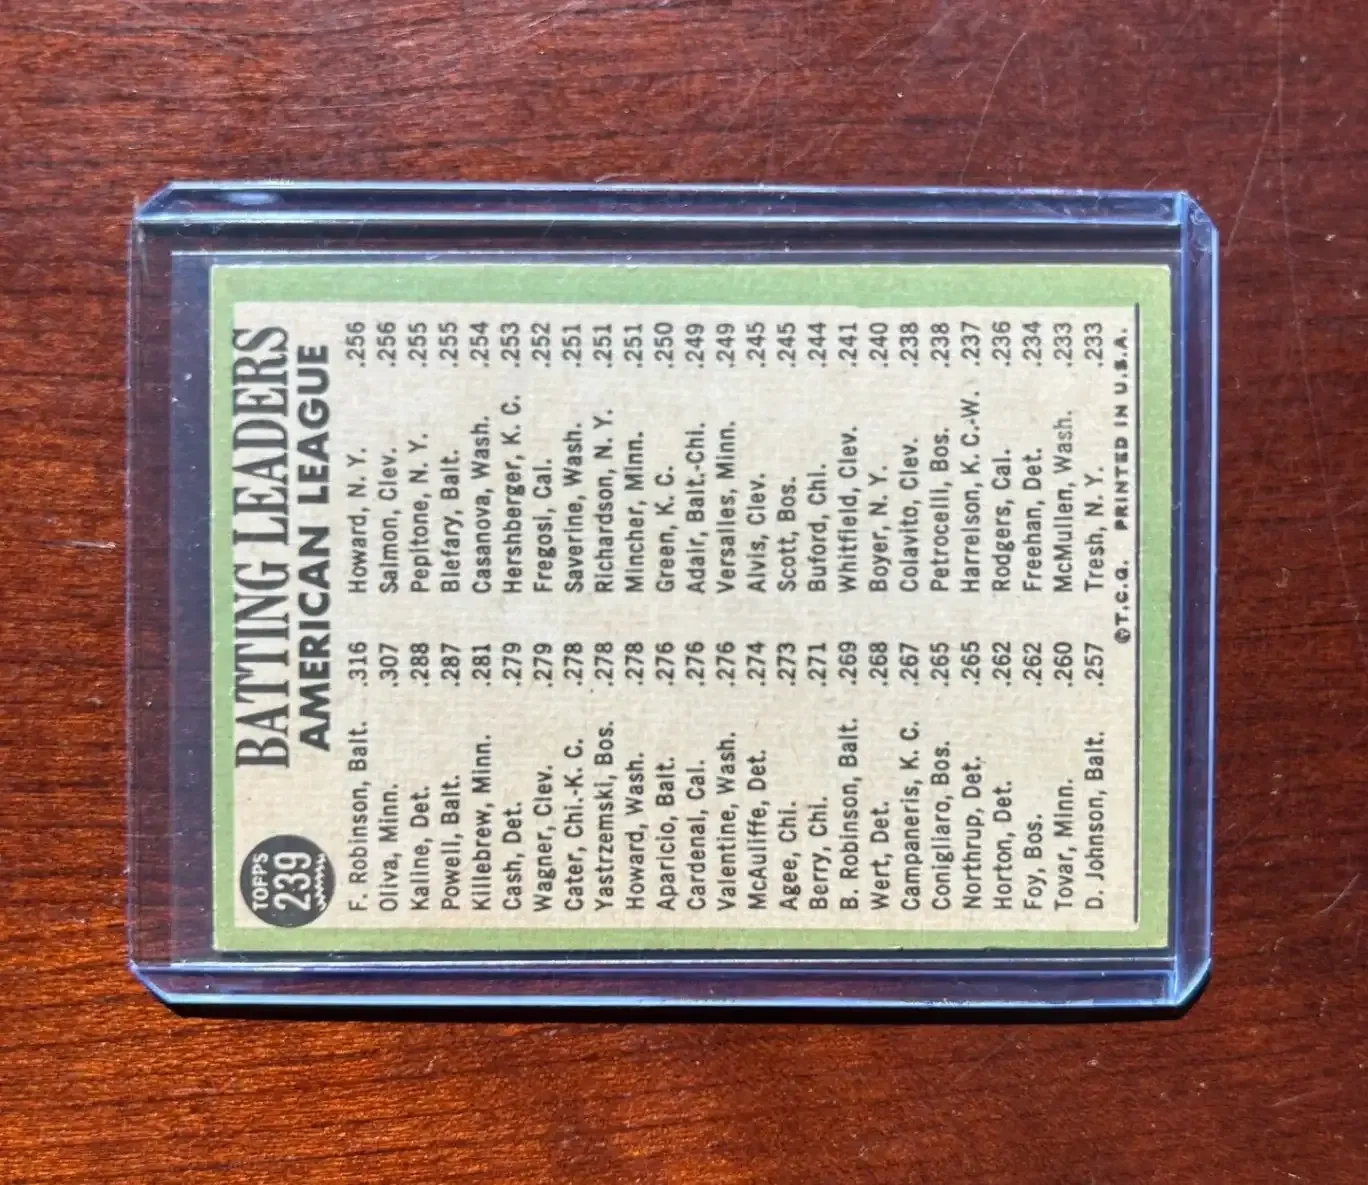 TOPPS
239
BATTING LEADERS
AMERICAN LEAGUE
F. Robinson, Balt. .316
Oliva, Minn. .307
Kaline, Det. .288
Powell, Balt. .287
Killebrew, Minn. .281
Cash, Det. .279
Wagner, Clev. .279
Cater, Chi.-K. C. .278
Yastrzemski, Bos. .278
Howard, Wash. .278
Aparicio, Balt. .276
Cardenal, Cal. .276
Valentine, Wash. .276
McAuliffe, Det. .274
Agee, Chi. .273
Berry, Chi. .271
B. Robinson, Balt. .269
Wert, Det. .268
Campaneris, K. C. .267
Conigliaro, Bos. .265
Northrup, Det. .265
Horton, Det. .262
Foy, Bos. .262
Tovar, Minn. .260
D. Johnson, Balt. .257
Howard, N. Y. .256
Salmon, Clev. .256
Pepitone, N. Y. .255
Blefary, Balt. .255
Casanova, Wash. .254
Hershberger, K. C. .253
Fregosi, Cal. .252
Saverine, Wash. .251
Richardson, N. Y. .251
Mincher, Minn. .251
Green, K. C. .250
Adair, Balt.-Chi. .249
Versalles, Minn. .249
Alvis, Clev. .245
Scott, Bos. .245
Buford, Chi. .244
Whitfield, Clev. .241
Boyer, N. Y. .240
Colavito, Clev. .238
Petrocelli, Bos. .238
Harrelson, K. C.-W. .237
Rodgers, Cal. .236
Freehan, Det. .234
McMullen, Wash. .233
Tresh, N. Y. .233
©T.C.G. PRINTED IN U.S.A.